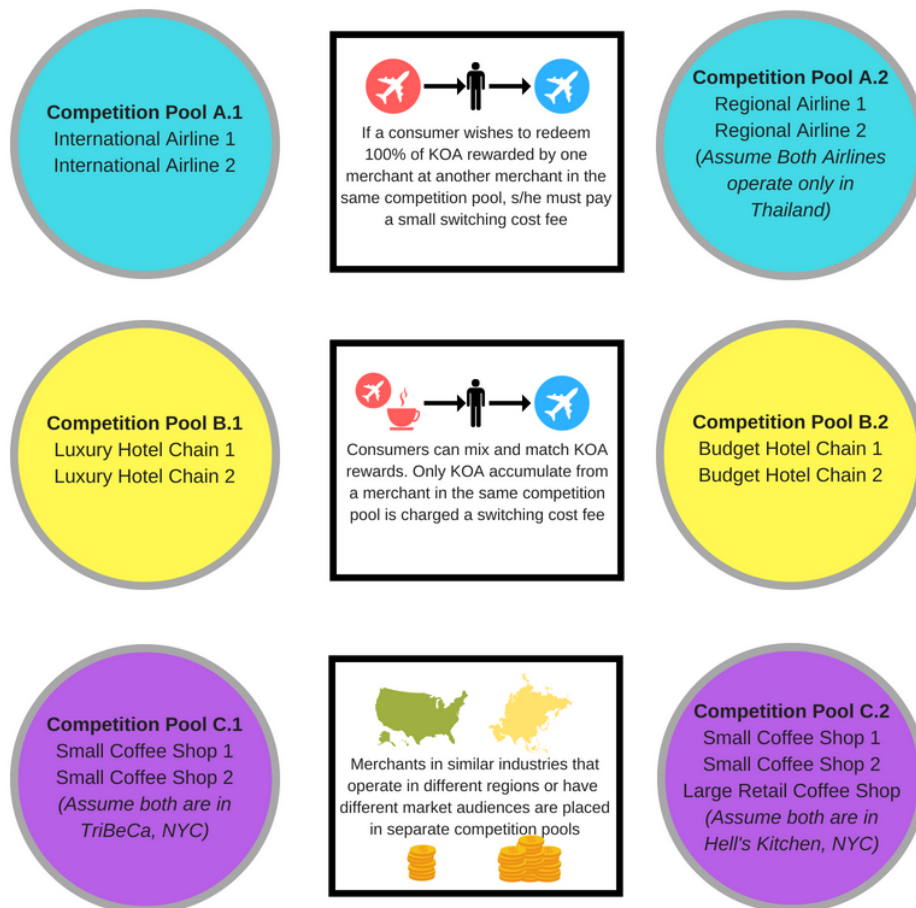 Competition Pool A.1
International Airline 1
International Airline 2
If a consumer wishes to redeem
100% of KOA rewarded by one
merchant at another merchant in the
same competition pool, s/he must pay
a small switching cost fee
Competition Pool A.2
Regional Airline 1
Regional Airline 2
(Assume Both Airlines
operate only in
Thailand)
Competition Pool B.1
Luxury Hotel Chain 1
Luxury Hotel Chain 2
Consumers can mix and match KOA
rewards. Only KOA accumulate from
a merchant in the same competition
pool is charged a switching cost fee
Competition Pool B.2
Budget Hotel Chain 1
Budget Hotel Chain 2
Competition Pool C.1
Small Coffee Shop 1
Small Coffee Shop 2
(Assume both are in
TriBeCa, NYC)
Merchants in similar industries that
operate in different regions or have
different market audiences are placed
in separate competition pools
Competition Pool C.2
Small Coffee Shop 1
Small Coffee Shop 2
Large Retail Coffee Shop
(Assume both are in
Hell's Kitchen, NYC)